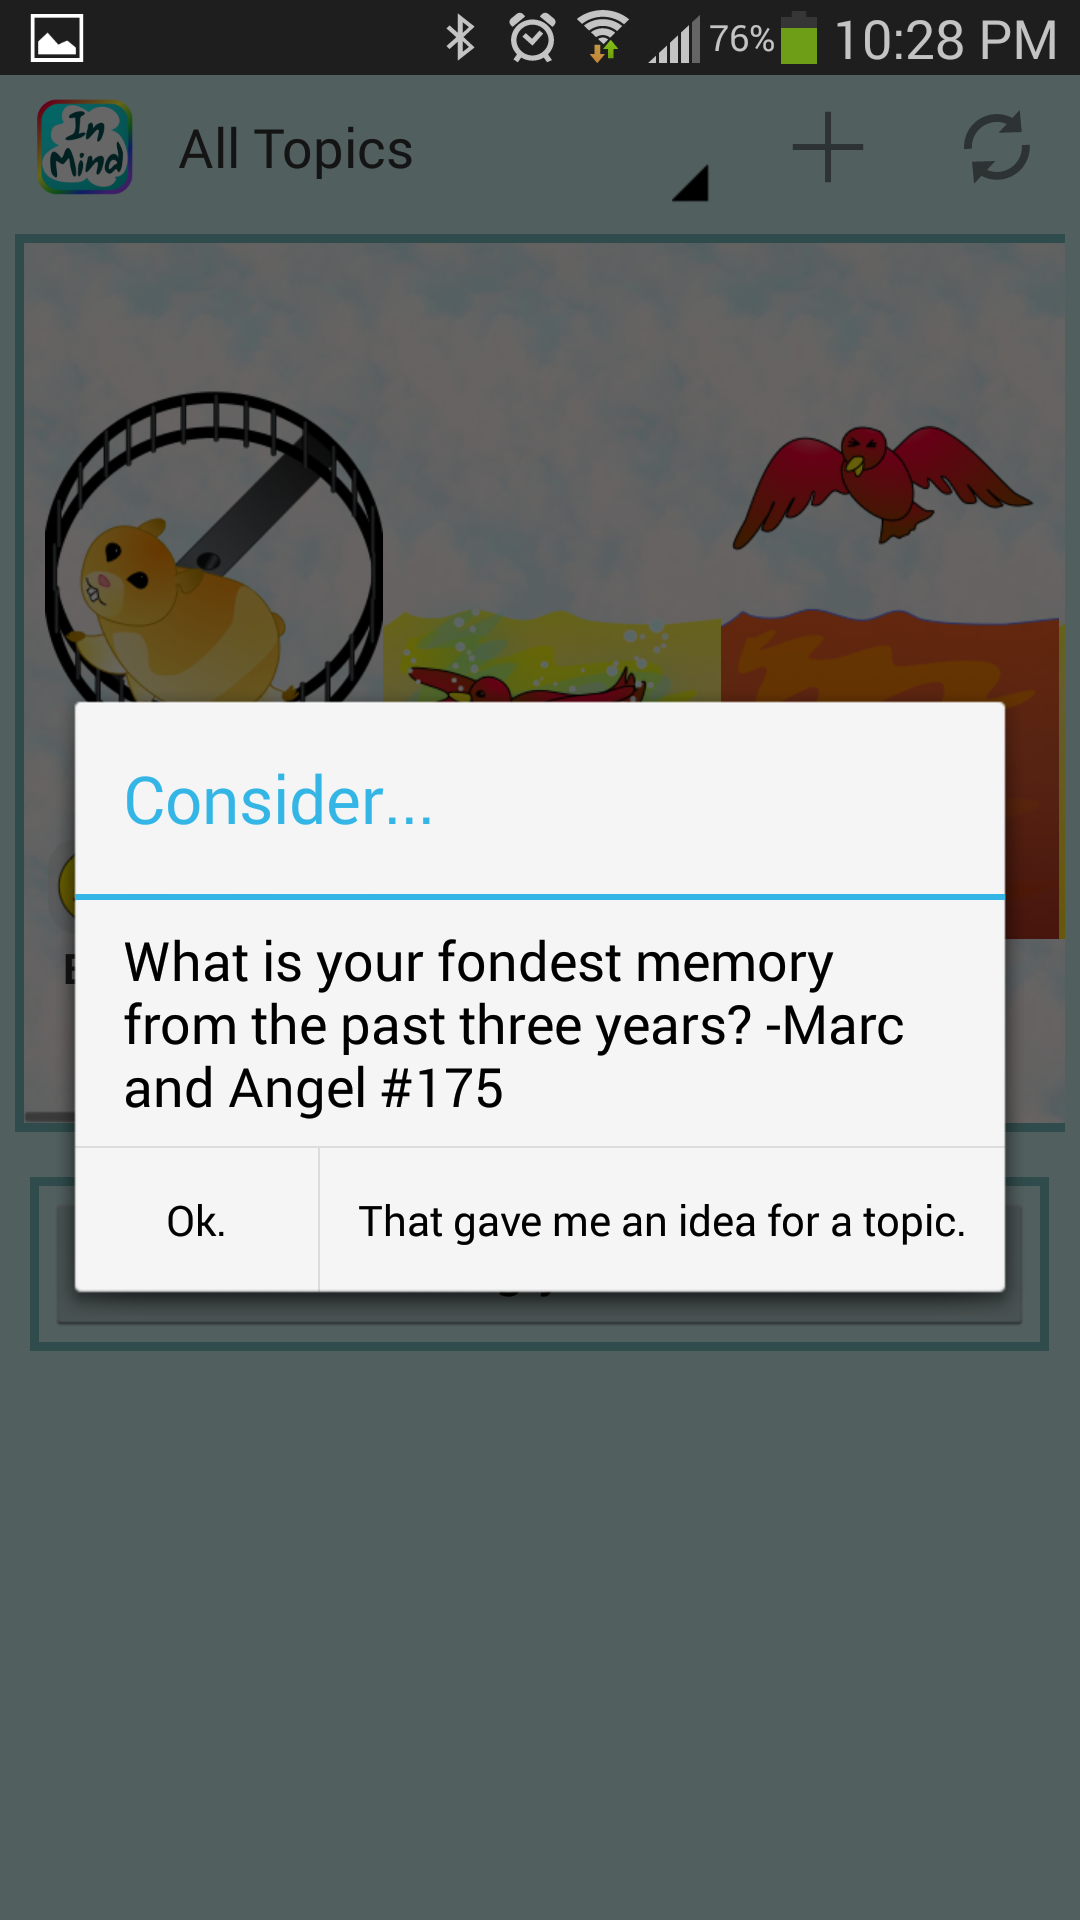 76% 10:28 PM
In
Mind
All Topics
Consider...
What is your fondest memory
from the past three years? -Marc
and Angel #175
Ok.
That gave me an idea for a topic.